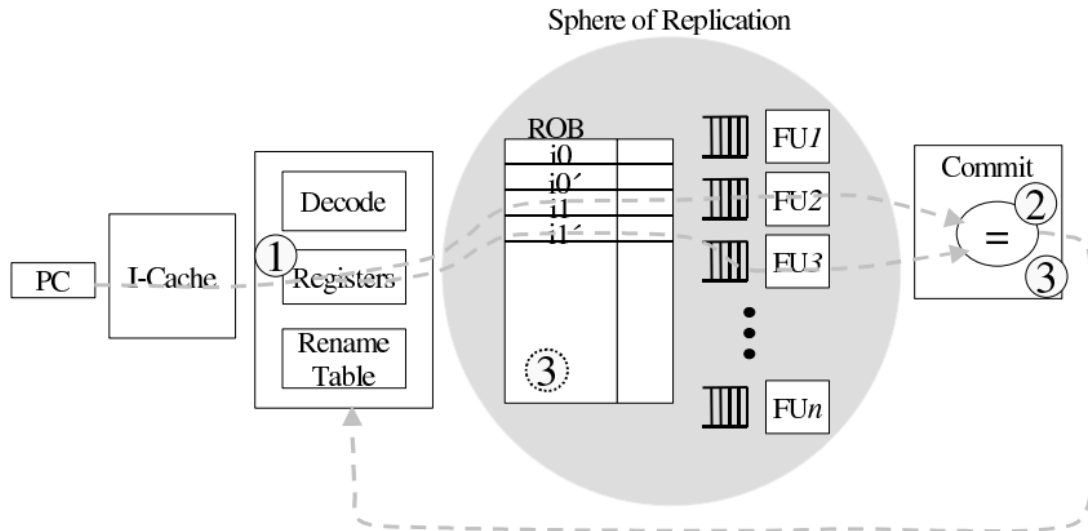 Sphere of Replication
PC
I-Cache
1
Decode
Registers
Rename
Table
ROB
i0
i0´
i1
i1´
3
FU1
FU2
FU3
FUn
Commit
2
=
3